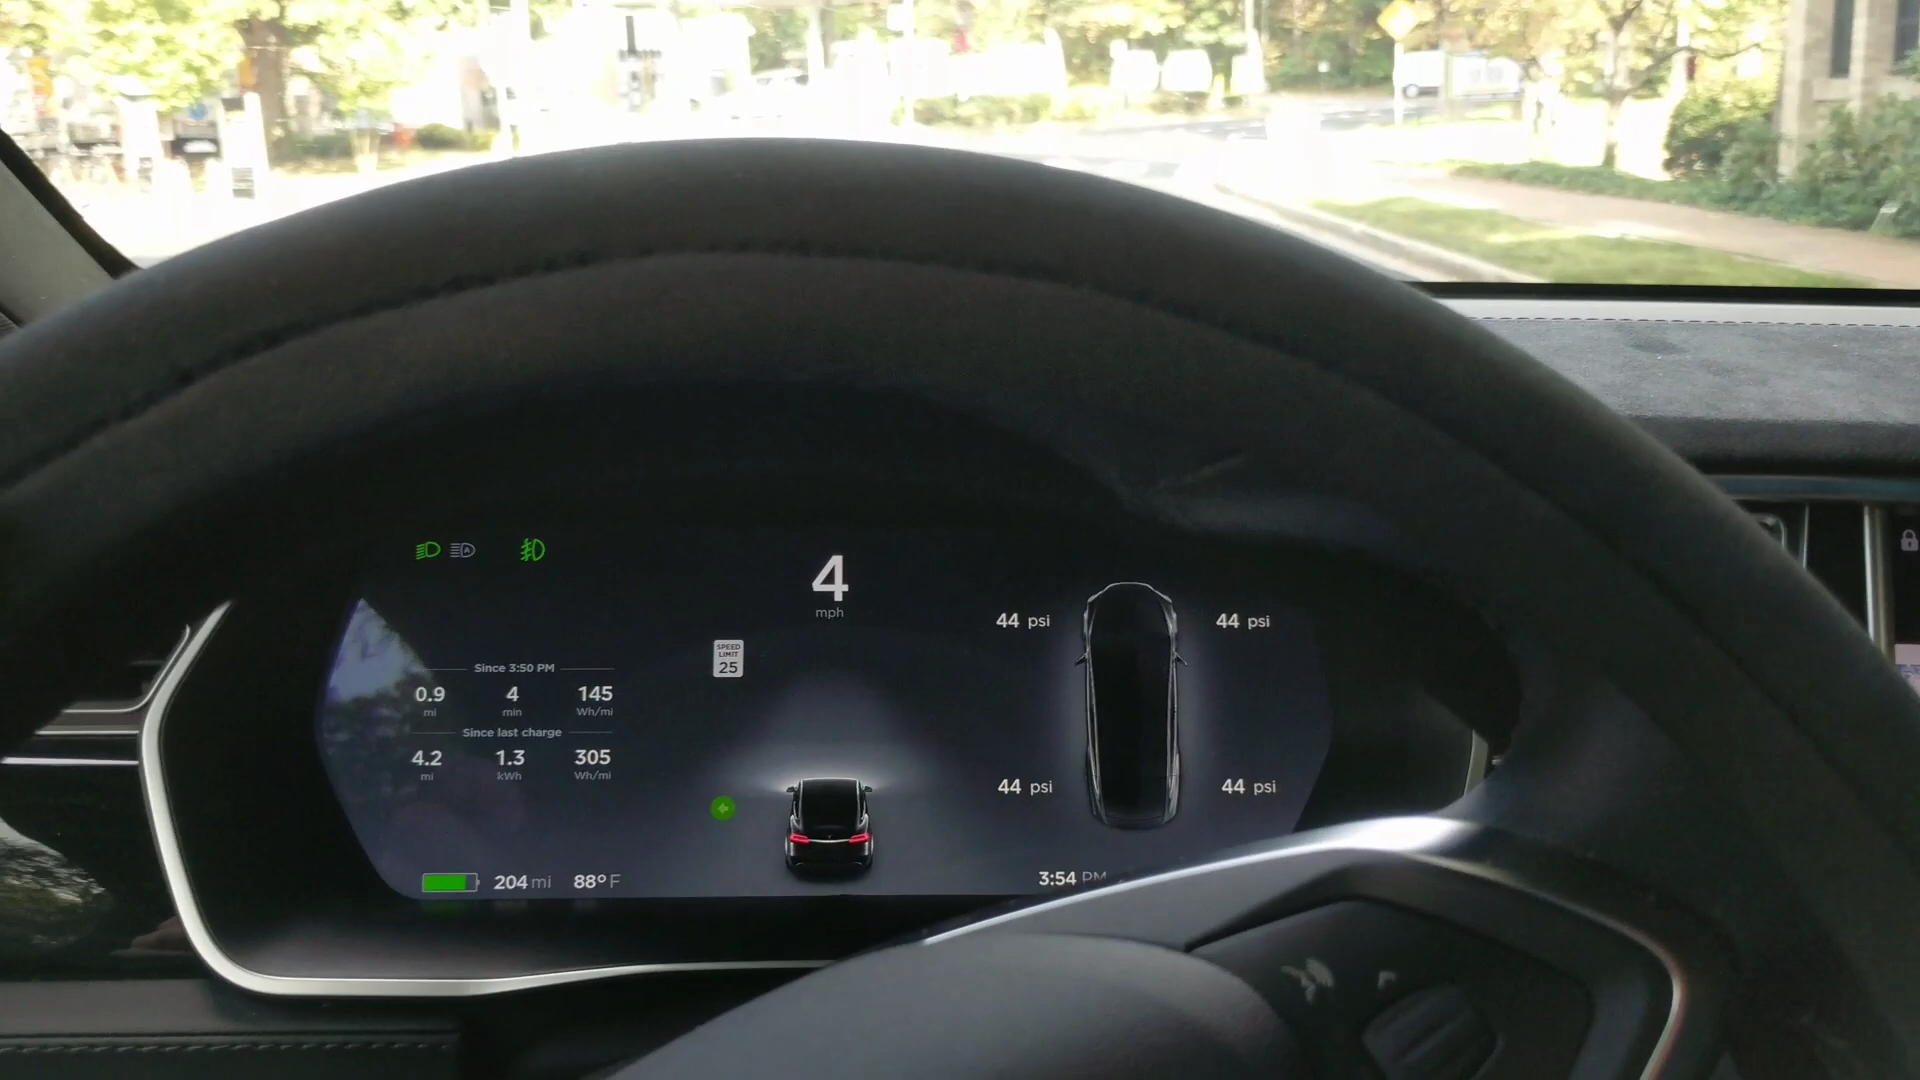 4
mph
SPEED
LIMIT
25
Since 3:50 PM
0.9 4 145
mi min Wh/mi
Since last charge
4.2 1.3 305
mi kWh Wh/mi
204 mi 88° F
44 psi 44 psi
44 psi 44 psi
3:54 PM